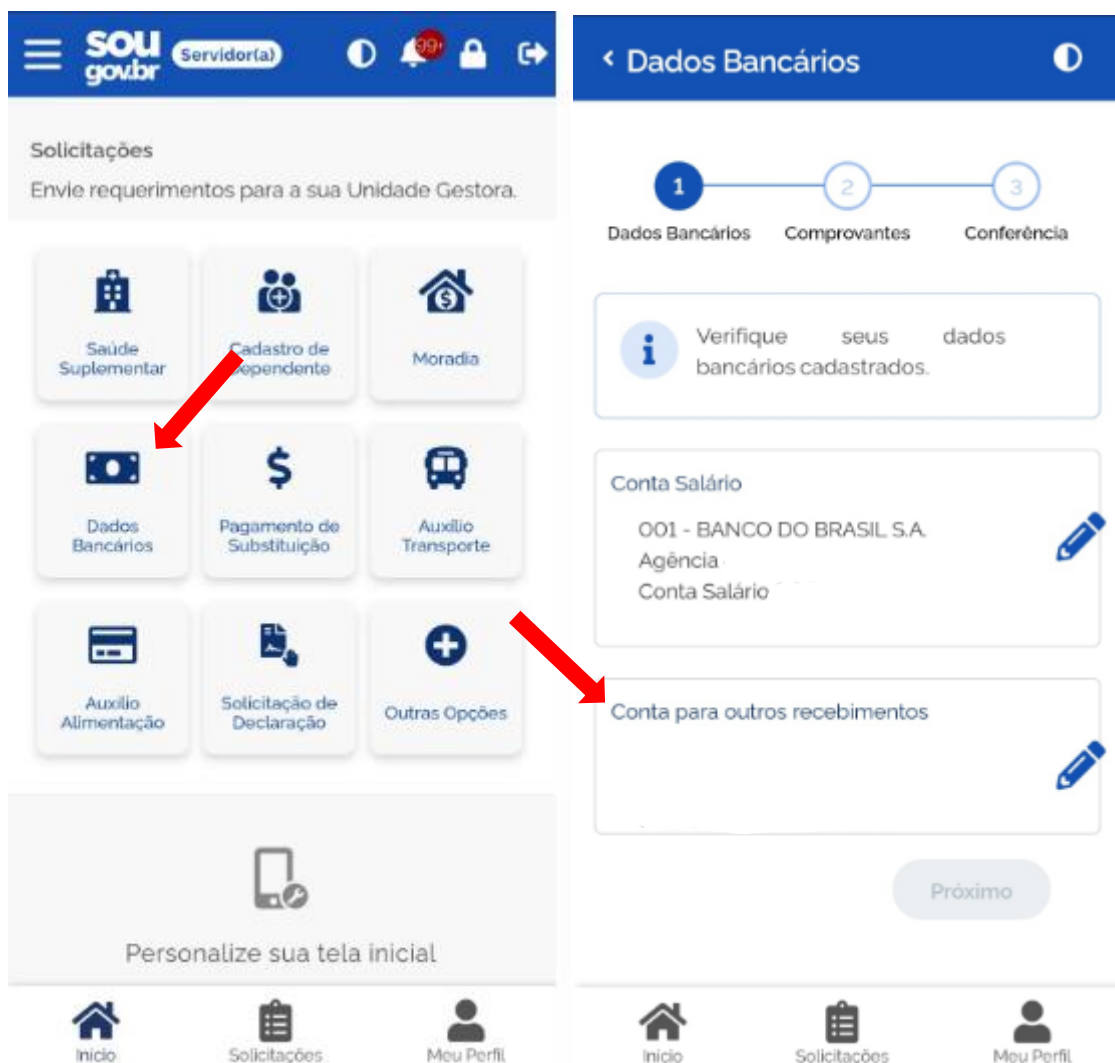 sou
gov.br
Servidor(a)
99+
Solicitações
Envie requerimentos para a sua Unidade Gestora.
Saúde
Suplementar
Cadastro de
Dependente
Moradia
Dados
Bancários
Pagamento de
Substituição
Auxílio
Transporte
Auxílio
Alimentação
Solicitação de
Declaração
Outras Opções
Personalize sua tela inicial
Início
Solicitações
Meu Perfil
Dados Bancários
1
2
3
Dados Bancários
Comprovantes
Conferência
Verifique seus dados
bancários cadastrados.
Conta Salário
001 - BANCO DO BRASIL S.A.
Agência
Conta Salário
Conta para outros recebimentos
Próximo
Início
Solicitações
Meu Perfil